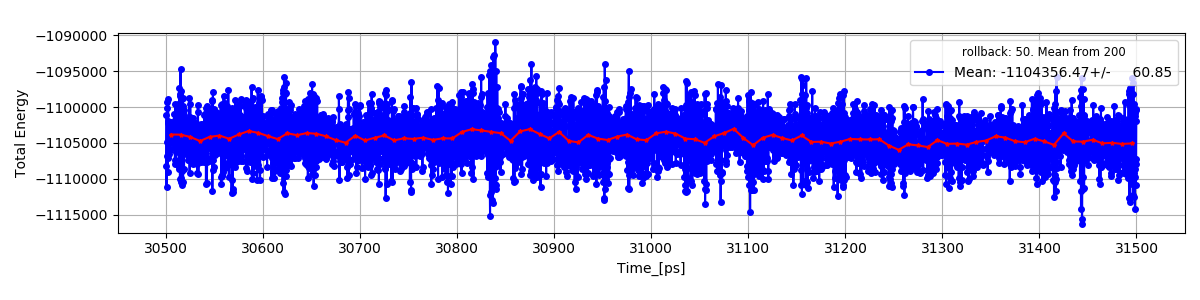 −1090000
−1095000
−1100000
−1105000
−1110000
−1115000
Total Energy
rollback: 50. Mean from 200
Mean: -1104356.47+/-     60.85
30500 30600 30700 30800 30900 31000 31100 31200 31300 31400 31500
Time_[ps]